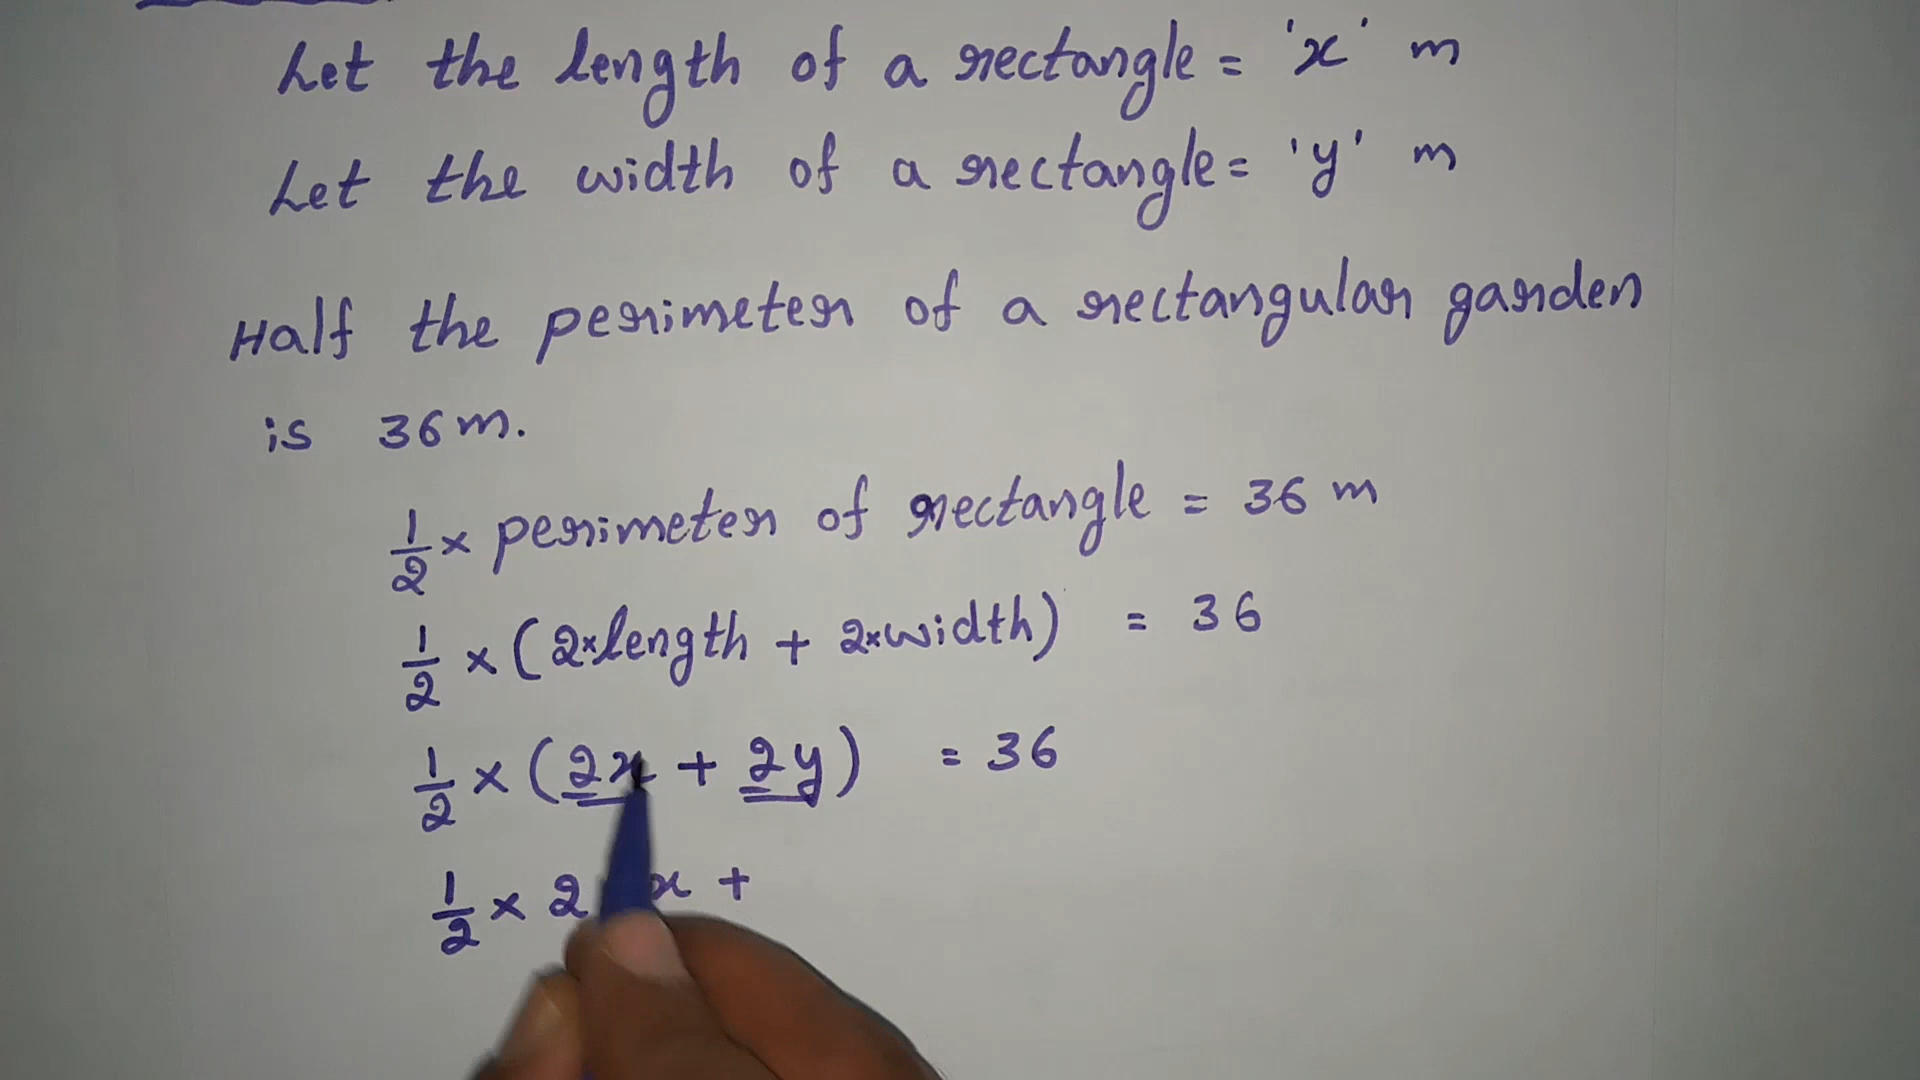 Let the length of a rectangle = 'x' m
Let the width of a rectangle = 'y' m
Half the perimeter of a rectangular garden
is 36 m.
1/2 × perimeter of rectangle = 36 m
1/2 × (2×length + 2×width) = 36
1/2 × (2x + 2y) = 36
1/2 × 2 x +